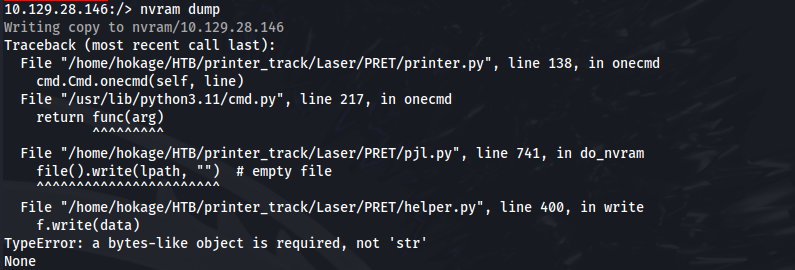 10.129.28.146:/> nvram dump
Writing copy to nvram/10.129.28.146
Traceback (most recent call last):
  File "/home/hokage/HTB/printer_track/Laser/PRET/printer.py", line 138, in onecmd
    cmd.Cmd.onecmd(self, line)
  File "/usr/lib/python3.11/cmd.py", line 217, in onecmd
    return func(arg)
           ^^^^^^^^^
  File "/home/hokage/HTB/printer_track/Laser/PRET/pjl.py", line 741, in do_nvram
    file().write(lpath, "")  # empty file
    ^^^^^^^^^^^^^^^^^^^^^^^
  File "/home/hokage/HTB/printer_track/Laser/PRET/helper.py", line 400, in write
    f.write(data)
TypeError: a bytes-like object is required, not 'str'
None